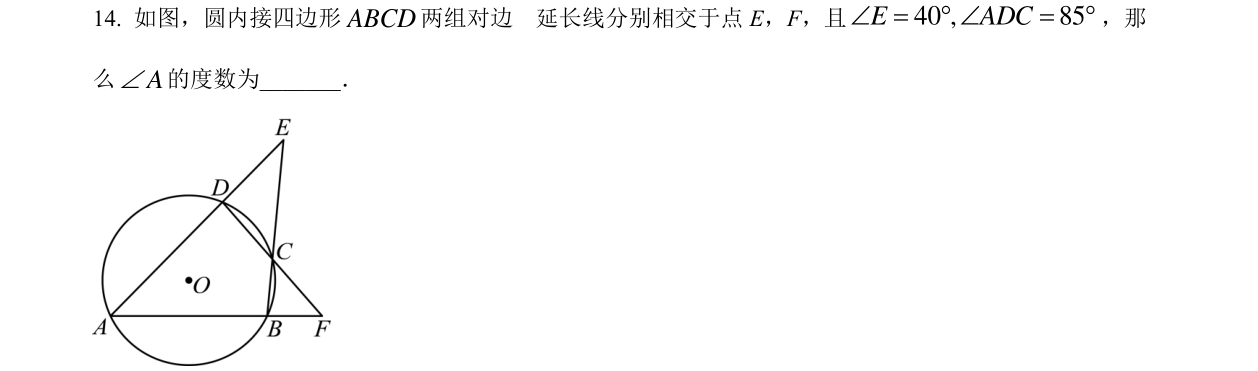 14. 如图，圆内接四边形 ABCD 两组对边 延长线分别相交于点 E，F，且 ∠E = 40°, ∠ADC = 85° ，那
么 ∠A 的度数为_______．
E
D
C
O
A
B
F